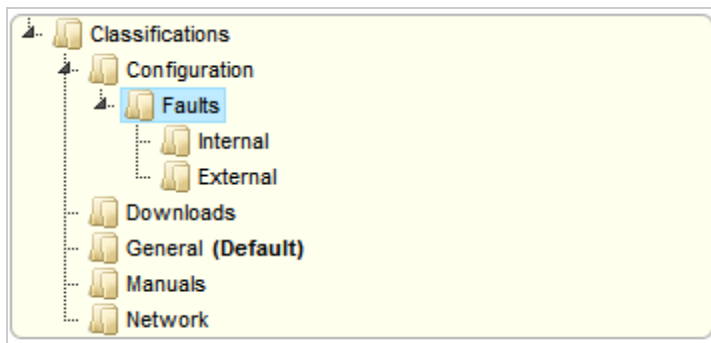 Classifications
Configuration
Faults
Internal
External
Downloads
General (Default)
Manuals
Network